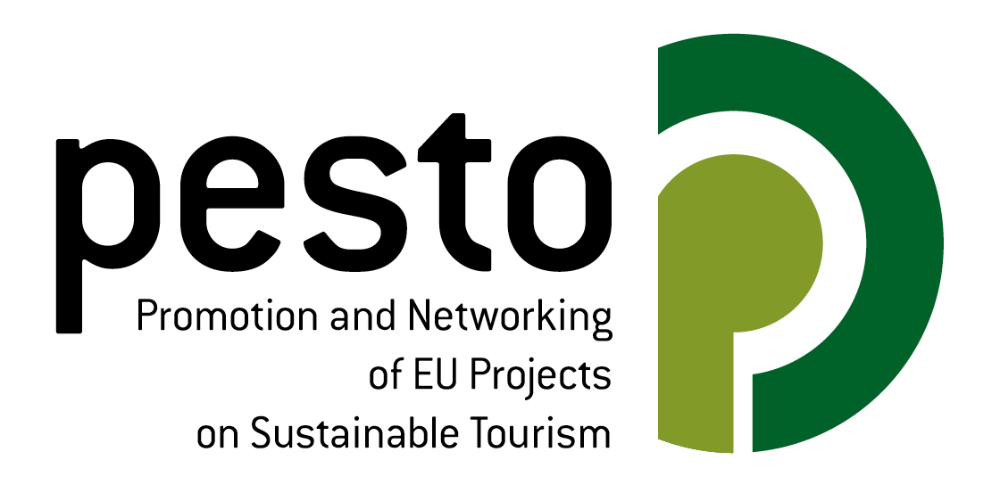 pesto
Promotion and Networking
of EU Projects
on Sustainable Tourism